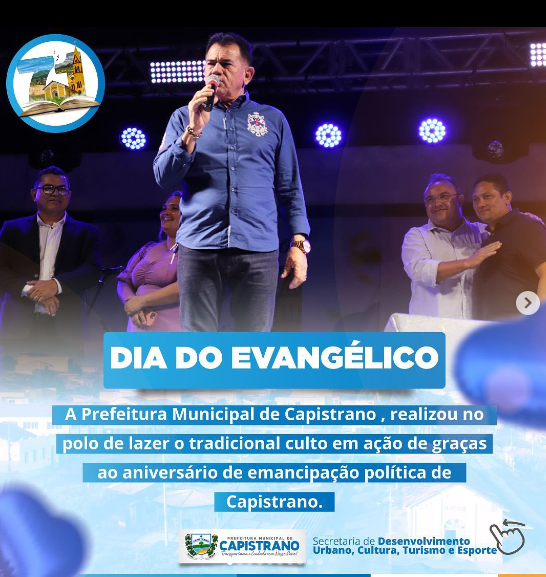 DIA DO EVANGÉLICO
A Prefeitura Municipal de Capistrano , realizou no
polo de lazer o tradicional culto em ação de graças
ao aniversário de emancipação política de
Capistrano.
PREFEITURA MUNICIPAL DE
CAPISTRANO
Secretaria de Desenvolvimento
Urbano, Cultura, Turismo e Esporte